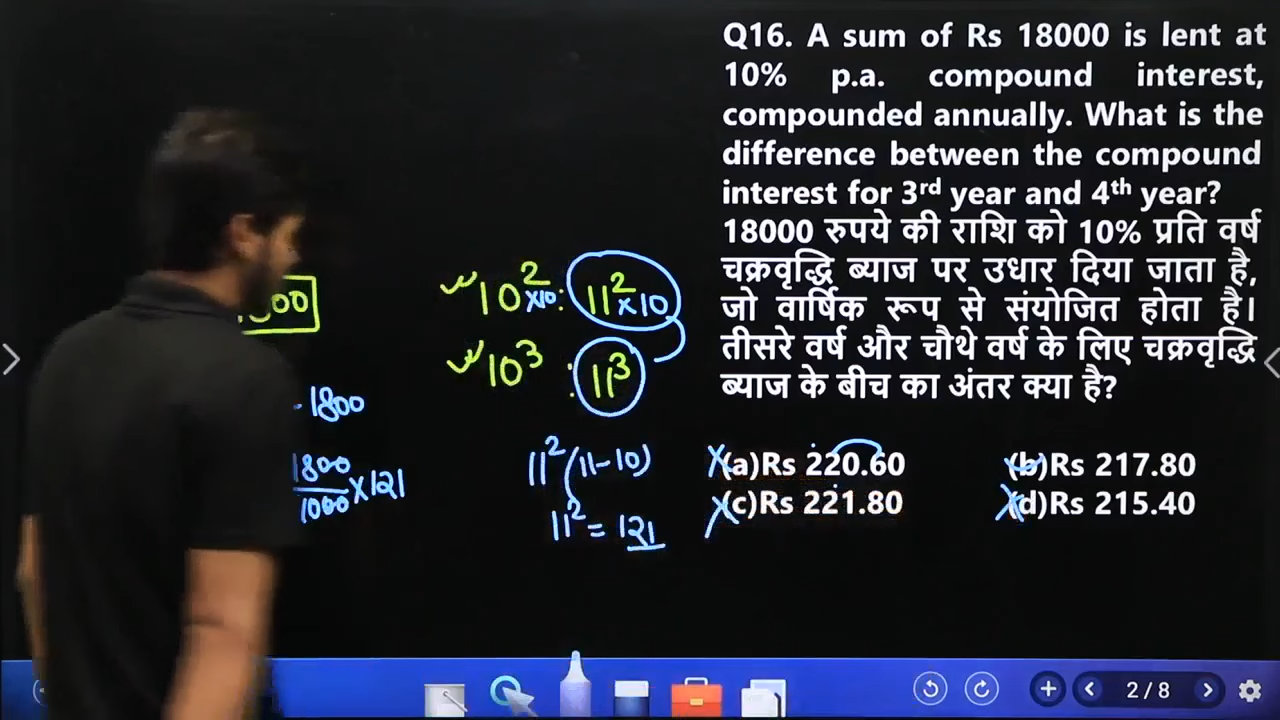 Q16. A sum of Rs 18000 is lent at
10% p.a. compound interest,
compounded annually. What is the
difference between the compound
interest for 3rd year and 4th year?
18000 रुपये की राशि को 10% प्रति वर्ष
चक्रवृद्धि ब्याज पर उधार दिया जाता है,
जो वार्षिक रूप से संयोजित होता है।
तीसरे वर्ष और चौथे वर्ष के लिए चक्रवृद्धि
ब्याज के बीच का अंतर क्या है?
(a)Rs 220.60 (b)Rs 217.80
(c)Rs 221.80 (d)Rs 215.40
10²×10 : 11²×10
10³ : 11³
11²(11-10)
11² = 121
1800
1800/1000 × 121
2 / 8